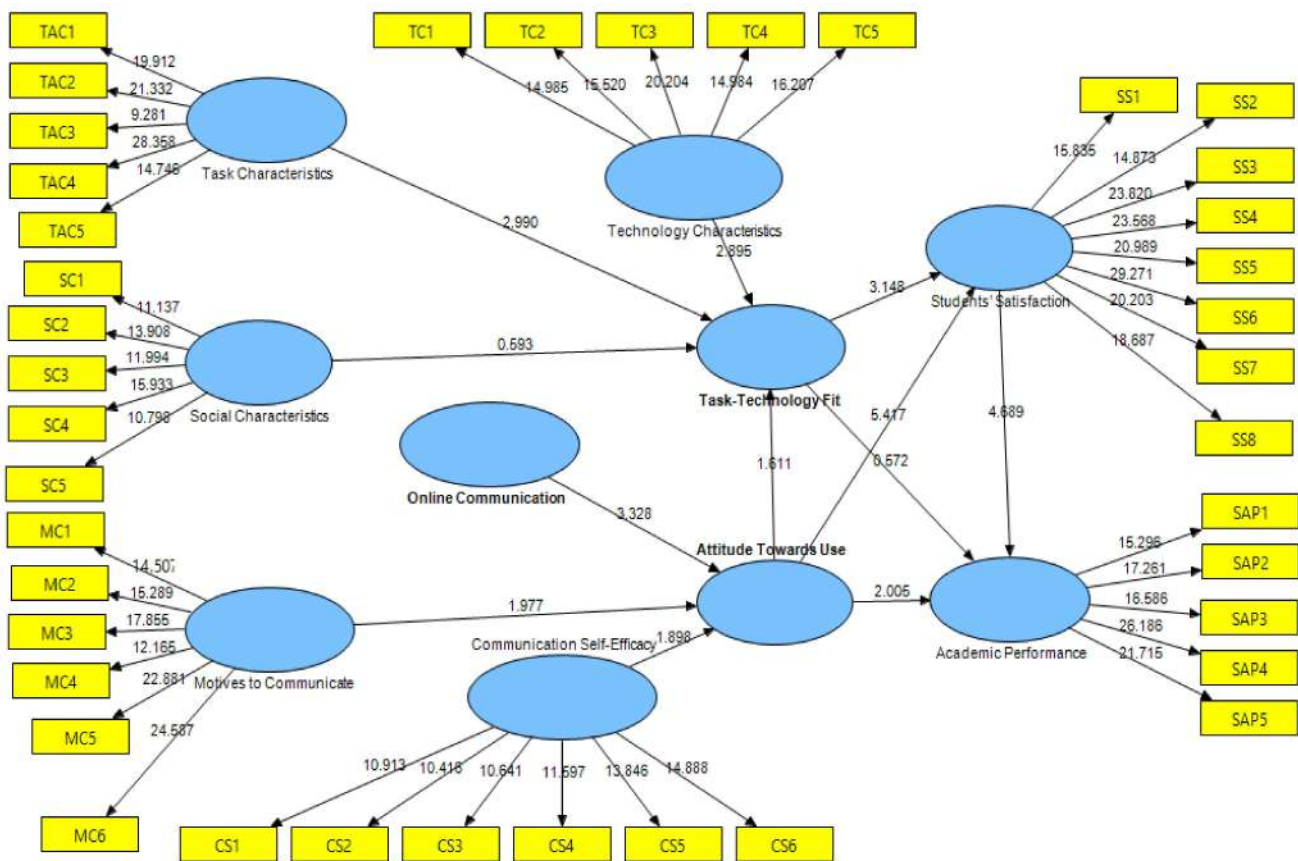 TAC1
TAC2
TAC3
TAC4
TAC5
19.912
21.332
9.281
28.358
14.746
Task Characteristics
TC1
TC2
TC3
TC4
TC5
14.985
15.520
20.204
14.984
16.207
Technology Characteristics
2.990
2.895
SS1
SS2
SS3
SS4
SS5
SS6
SS7
SS8
15.835
14.873
23.820
23.568
20.989
29.271
20.203
18.687
Students' Satisfaction
SC1
SC2
SC3
SC4
SC5
11.137
13.908
11.994
15.933
10.798
Social Characteristics
0.593
3.148
Task-Technology Fit
Online Communication
3.328
1.611
5.417
0.572
4.689
MC1
MC2
MC3
MC4
MC5
MC6
14.507
15.289
17.855
12.165
22.881
24.587
Motives to Communicate
1.977
Attitude Towards Use
2.005
Communication Self-Efficacy
1.898
Academic Performance
SAP1
SAP2
SAP3
SAP4
SAP5
15.296
17.261
16.586
26.186
21.715
10.913
10.416
10.641
11.597
13.846
14.888
CS1
CS2
CS3
CS4
CS5
CS6